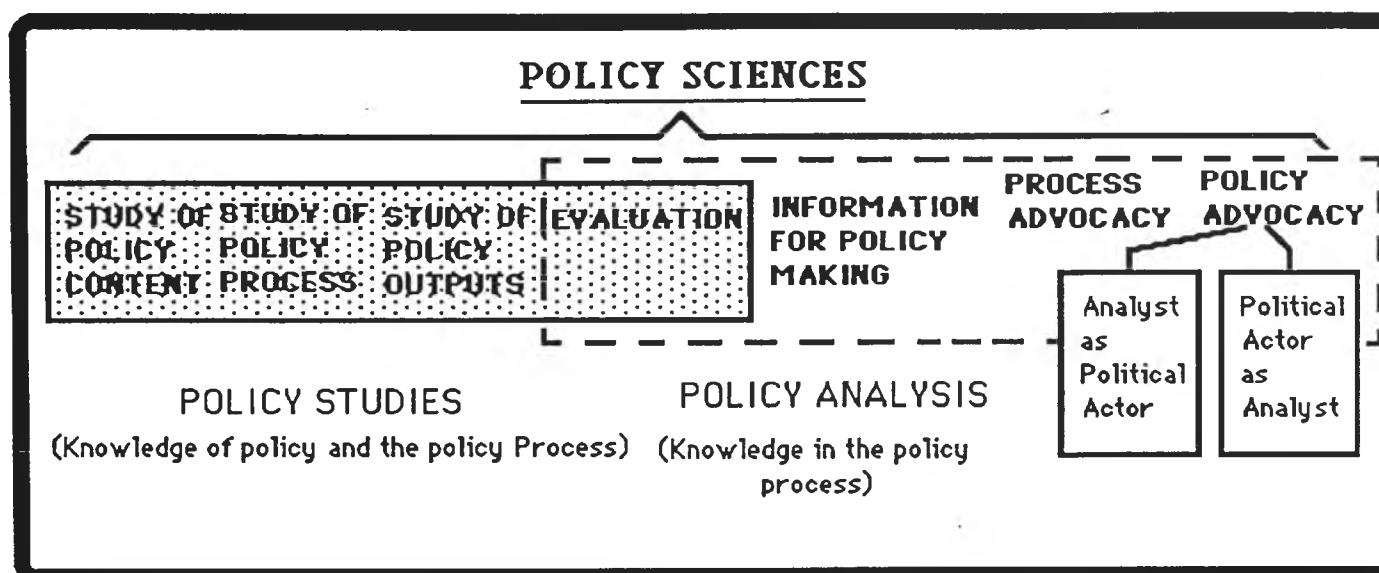 POLICY SCIENCES
STUDY OF
POLICY
CONTENT
STUDY OF
POLICY
PROCESS
STUDY OF
POLICY
OUTPUTS
EVALUATION
INFORMATION
FOR POLICY
MAKING
PROCESS
ADVOCACY
POLICY
ADVOCACY
Analyst
as
Political
Actor
Political
Actor
as
Analyst
POLICY STUDIES
(Knowledge of policy and the policy Process)
POLICY ANALYSIS
(Knowledge in the policy
process)